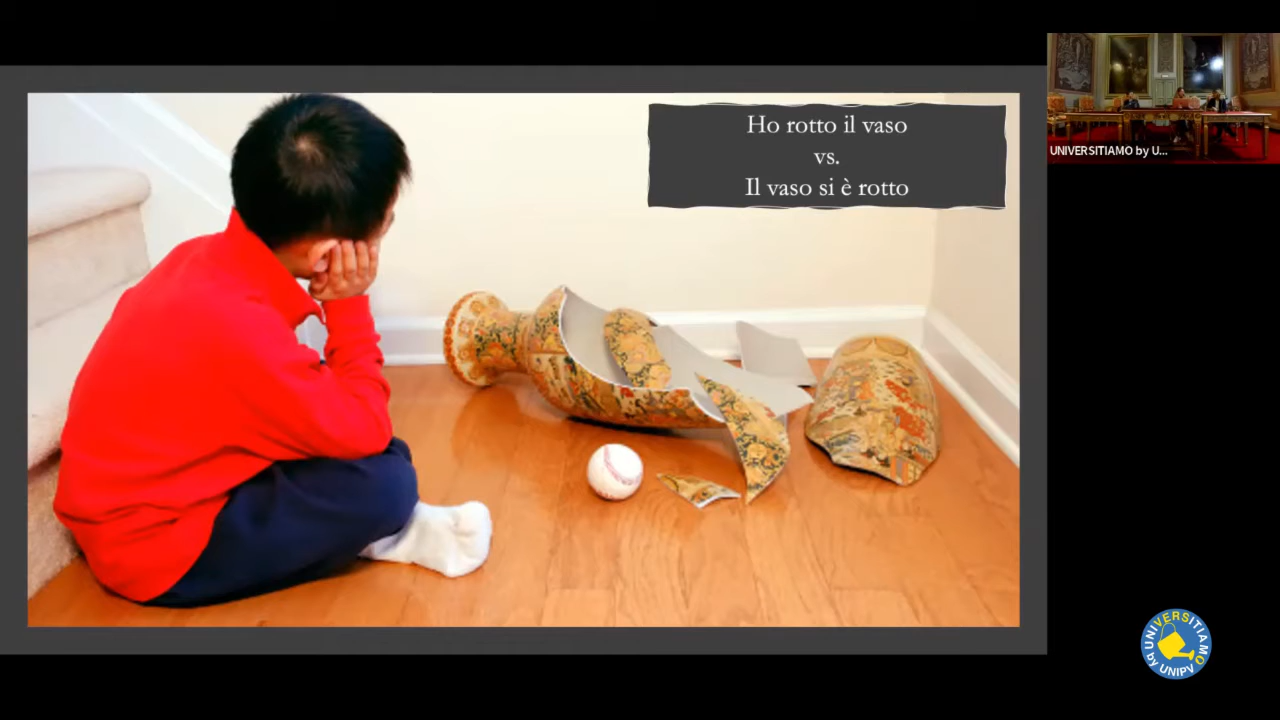 Ho rotto il vaso
vs.
Il vaso si è rotto
UNIVERSITIAMO by U...
UNIVERSITIAMO
by UNIPV